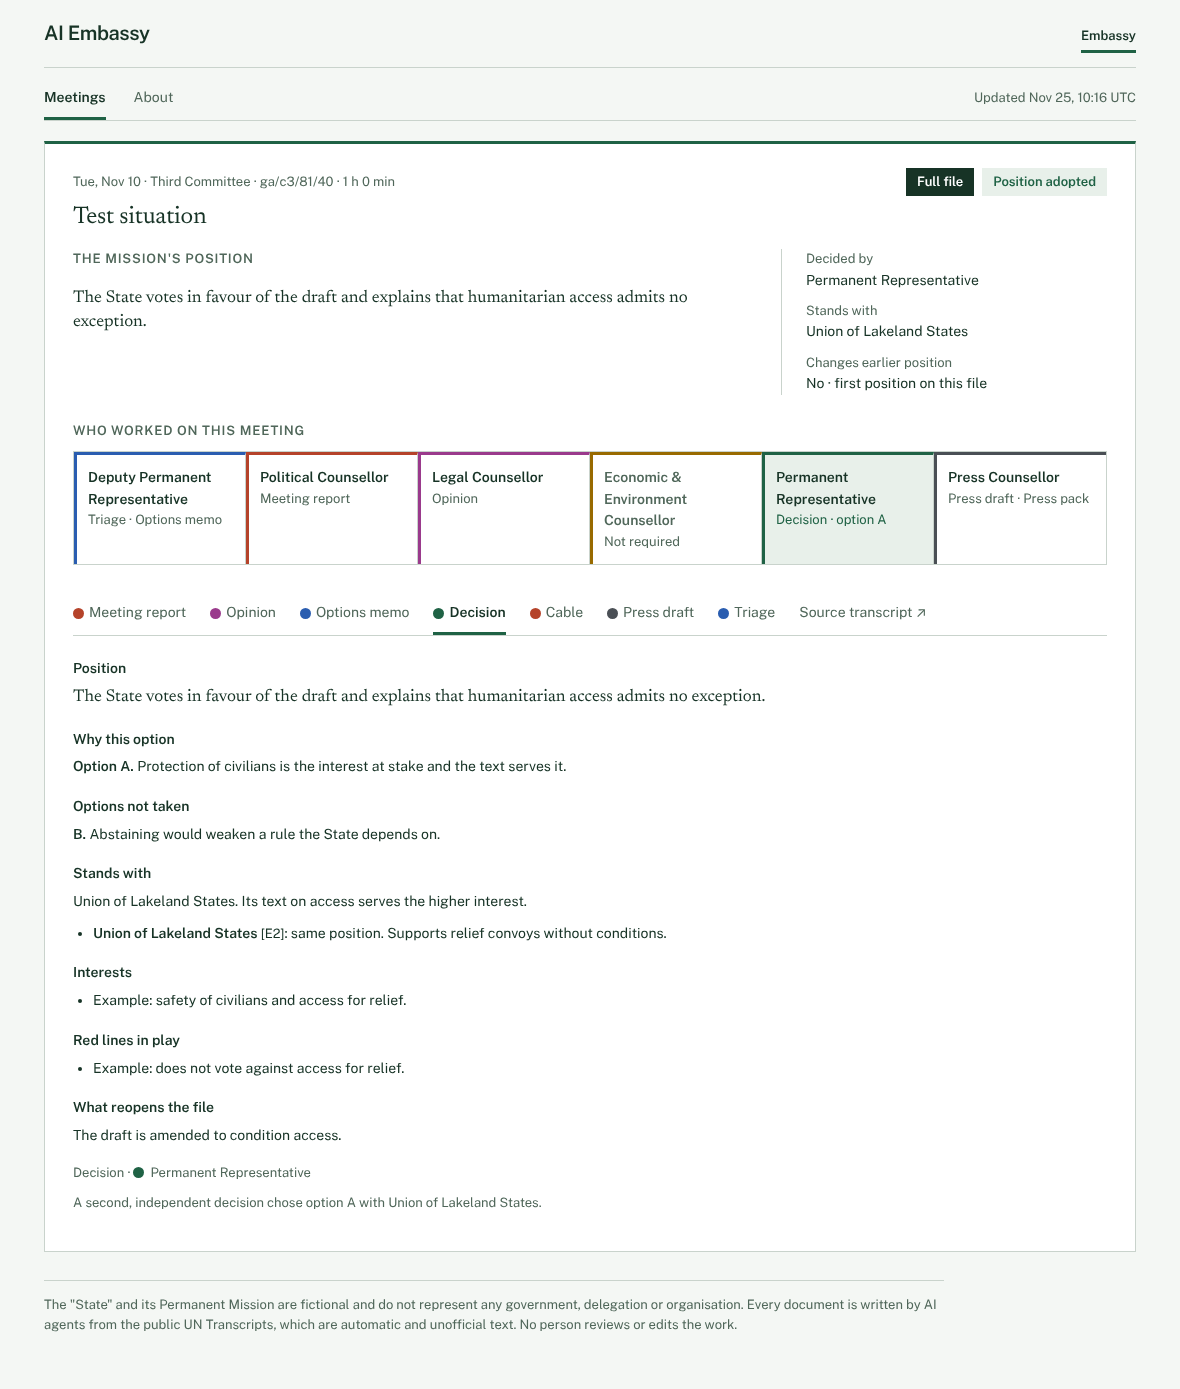 AI Embassy
Embassy
Meetings
About
Updated Nov 25, 10:16 UTC
Tue, Nov 10 · Third Committee · ga/c3/81/40 · 1 h 0 min
Full file
Position adopted
Test situation
THE MISSION'S POSITION
The State votes in favour of the draft and explains that humanitarian access admits no
exception.
Decided by
Permanent Representative
Stands with
Union of Lakeland States
Changes earlier position
No · first position on this file
WHO WORKED ON THIS MEETING
Deputy Permanent
Representative
Triage · Options memo
Political Counsellor
Meeting report
Legal Counsellor
Opinion
Economic &
Environment
Counsellor
Not required
Permanent
Representative
Decision · option A
Press Counsellor
Press draft · Press pack
Meeting report
Opinion
Options memo
Decision
Cable
Press draft
Triage
Source transcript ↗
Position
The State votes in favour of the draft and explains that humanitarian access admits no exception.
Why this option
Option A. Protection of civilians is the interest at stake and the text serves it.
Options not taken
B. Abstaining would weaken a rule the State depends on.
Stands with
Union of Lakeland States. Its text on access serves the higher interest.
• Union of Lakeland States [E2]: same position. Supports relief convoys without conditions.
Interests
• Example: safety of civilians and access for relief.
Red lines in play
• Example: does not vote against access for relief.
What reopens the file
The draft is amended to condition access.
Decision · Permanent Representative
A second, independent decision chose option A with Union of Lakeland States.
The "State" and its Permanent Mission are fictional and do not represent any government, delegation or organisation. Every document is written by AI
agents from the public UN Transcripts, which are automatic and unofficial text. No person reviews or edits the work.